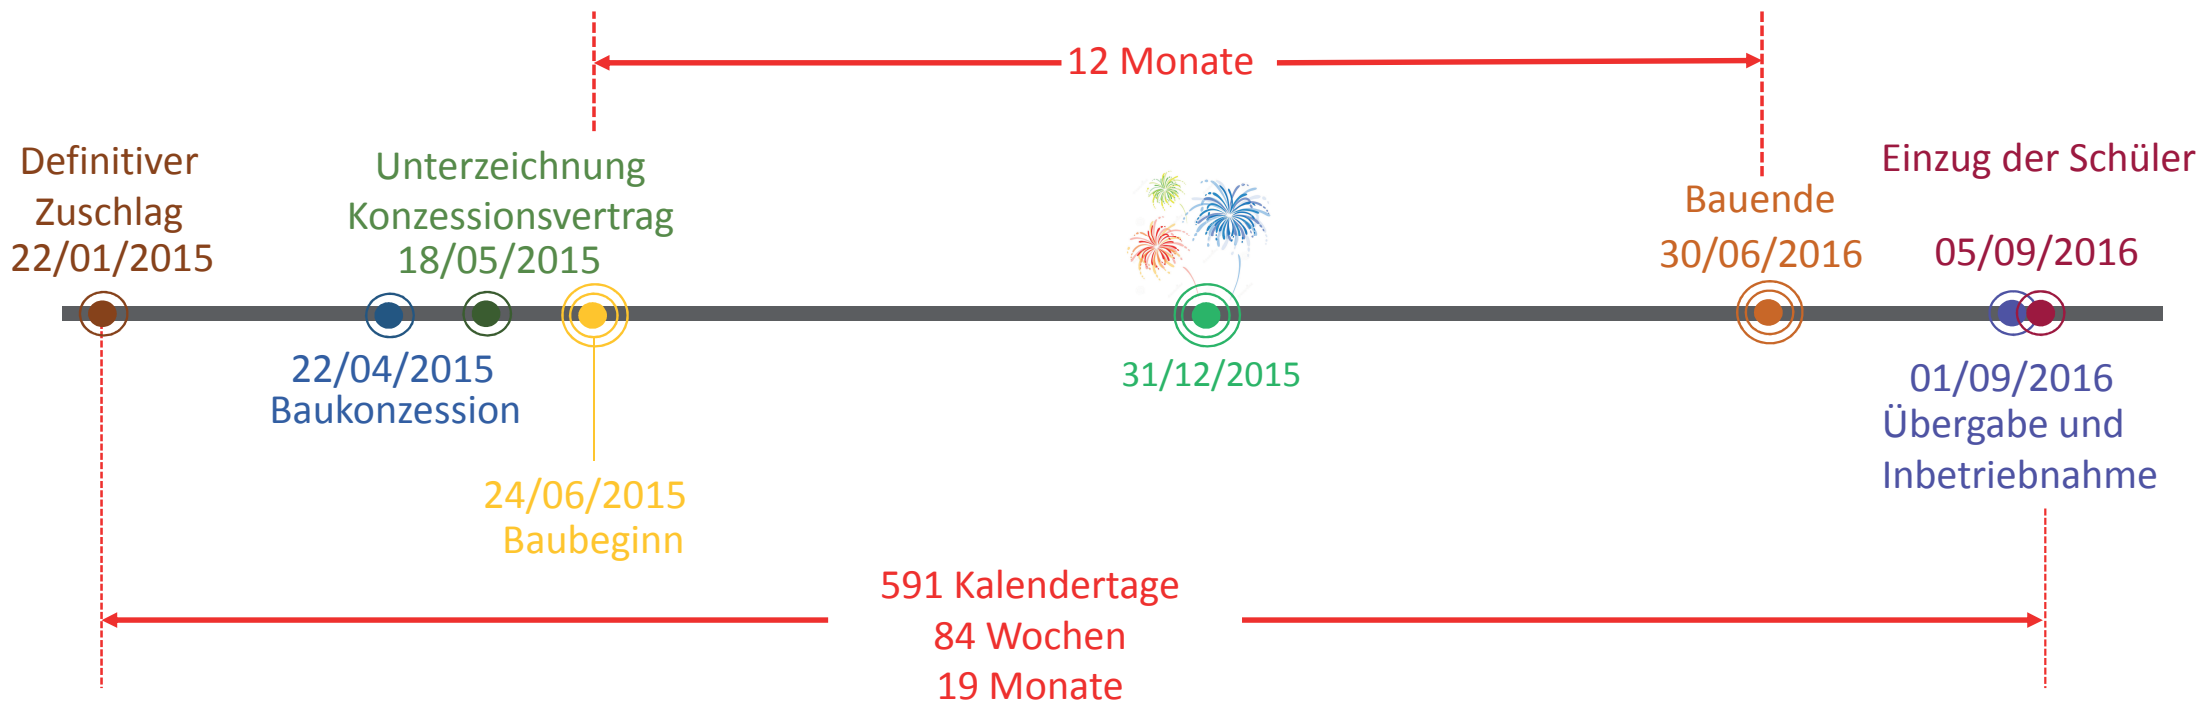 12 Monate
Definitiver
Zuschlag
22/01/2015
Unterzeichnung
Konzessionsvertrag
18/05/2015
Bauende
30/06/2016
Einzug der Schüler
05/09/2016
22/04/2015
Baukonzession
24/06/2015
Baubeginn
31/12/2015
01/09/2016
Übergabe und
Inbetriebnahme
591 Kalendertage
84 Wochen
19 Monate